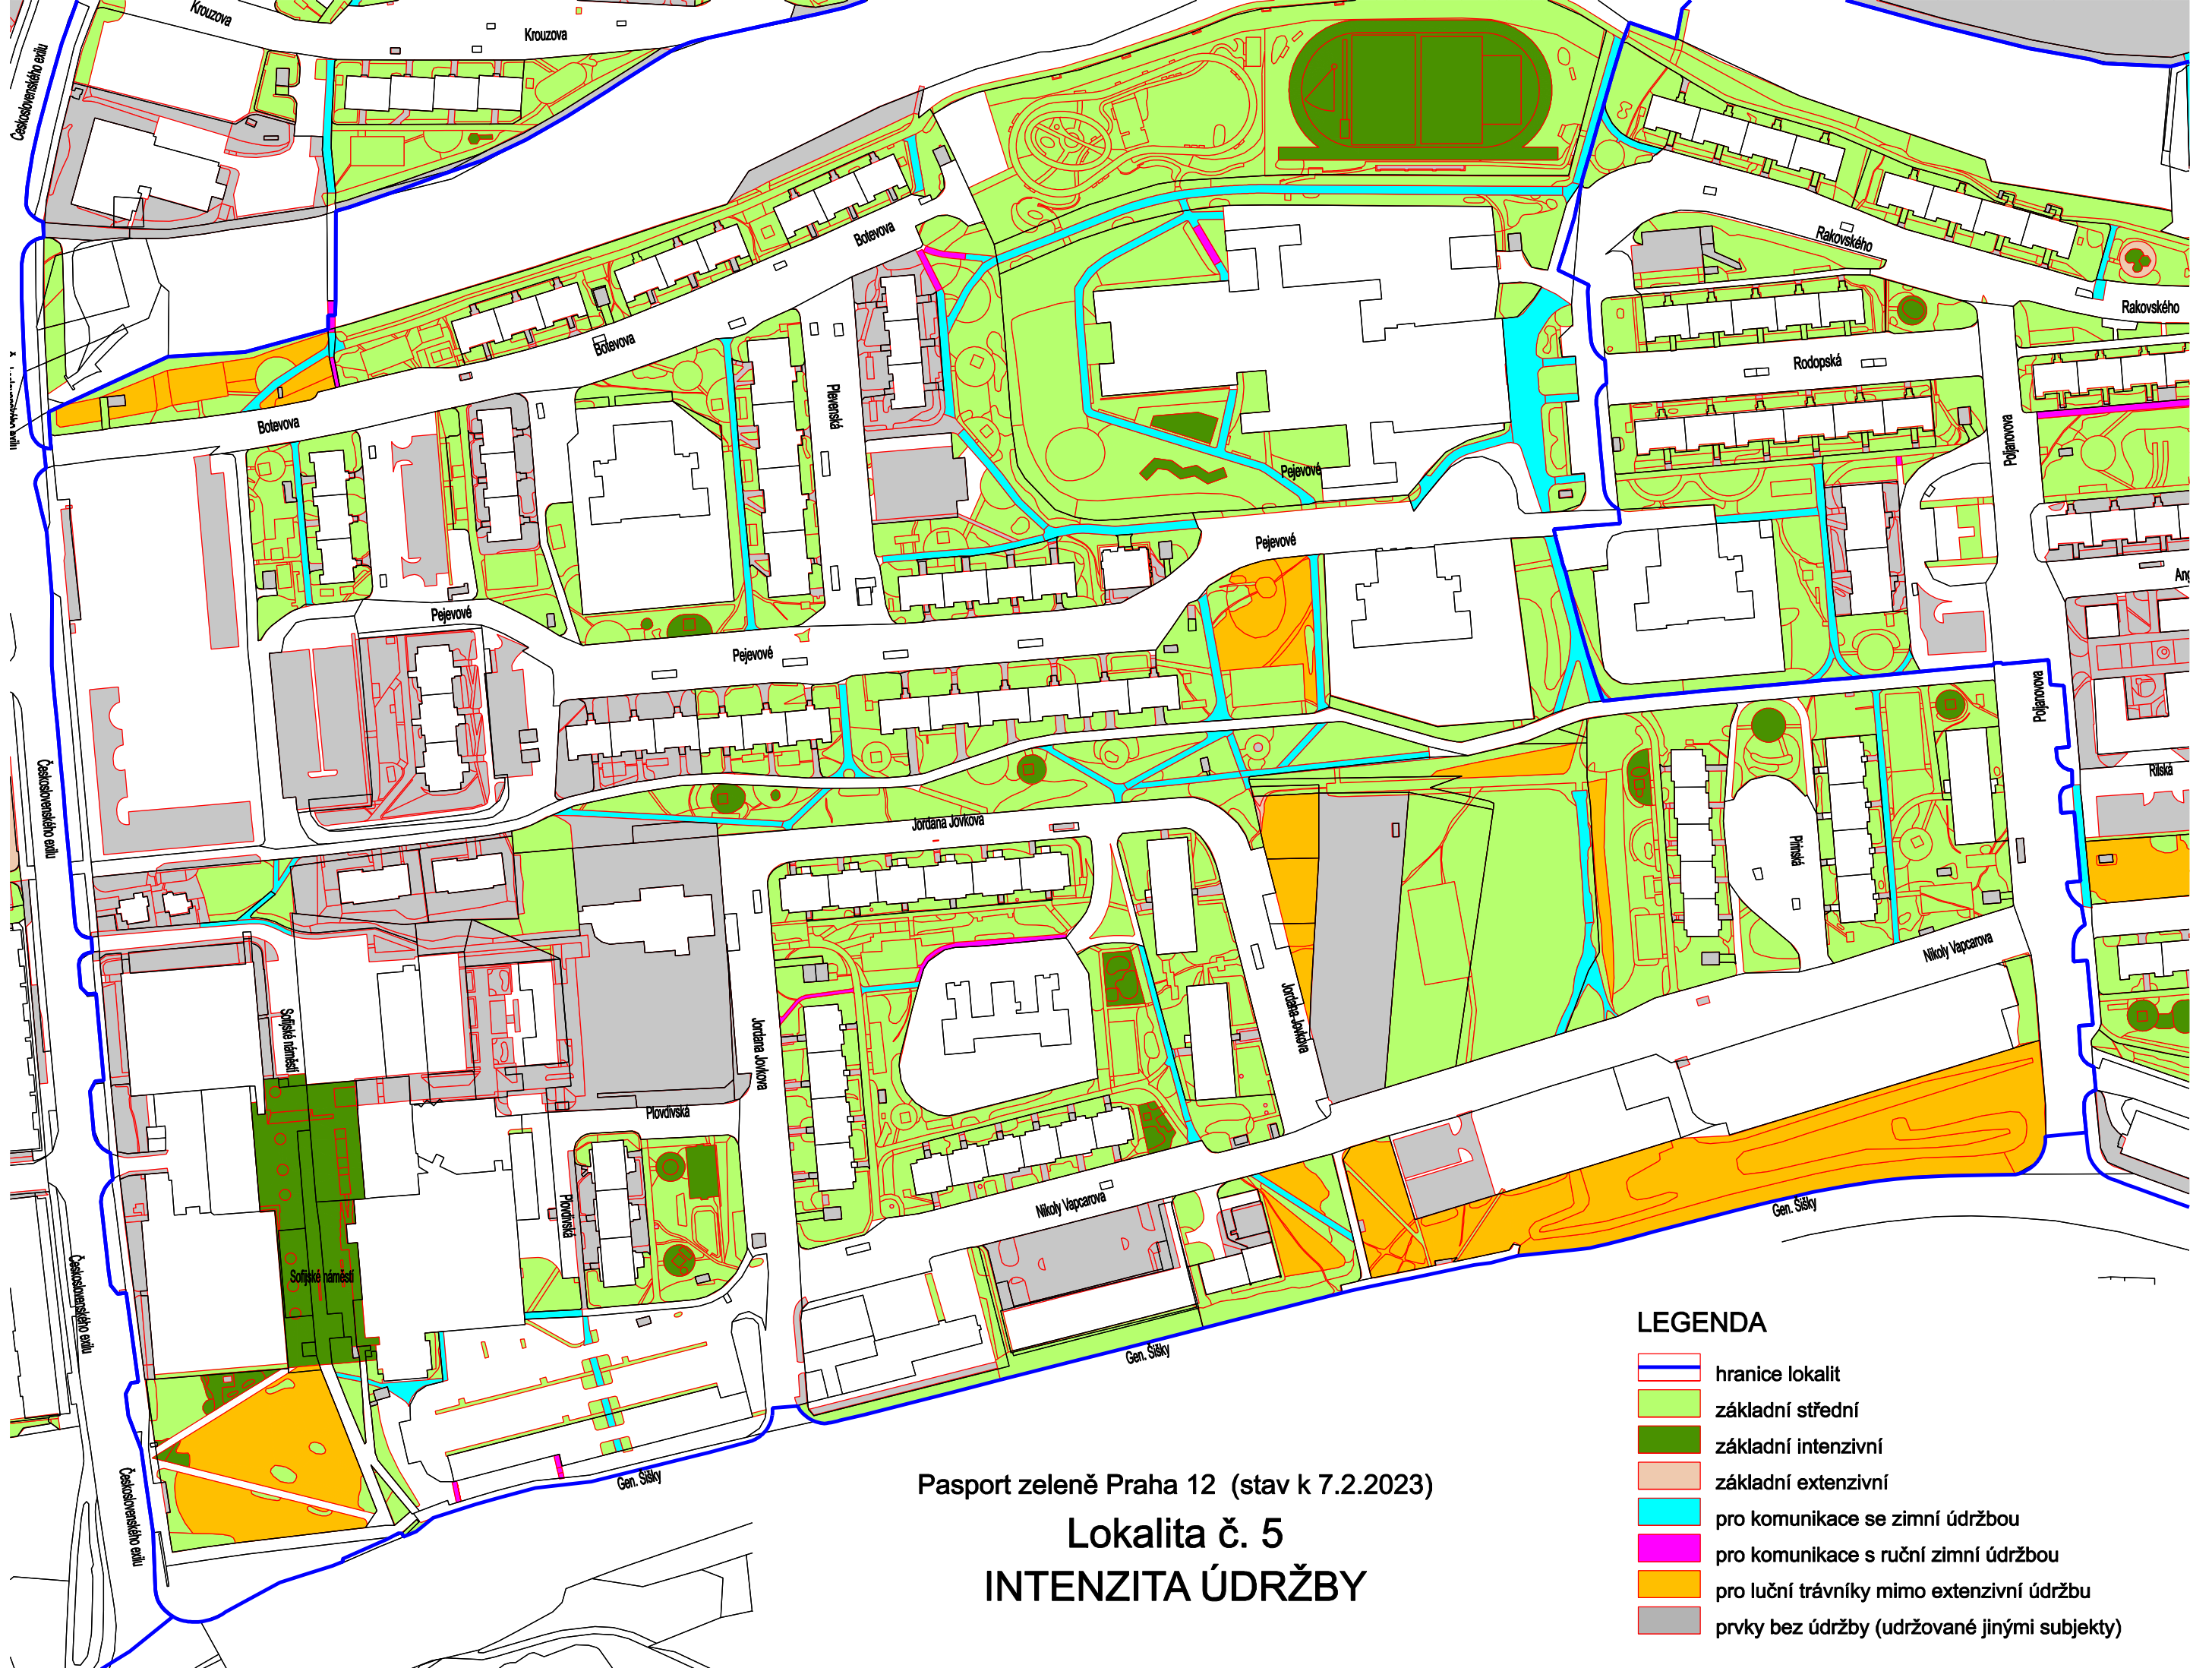 Krouzova
Krouzova
Československého exilu
Botevova
Rakovského
Rakovského
Botevova
Rodopská
Plevenská
Botevova
Poljanovova
Pejevové
Pejevové
Pejevové
Pejevové
Poljanovova
Rilská
Československého exilu
Jordana Jovkova
Pirinská
Nikoly Vapcarova
Sofijské náměstí
Jordana Jovkova
Jordana Jovkova
Plovdivská
Plovdivská
Nikoly Vapcarova
Gen. Šišky
Sofijské náměstí
Československého exilu
Gen. Šišky
Gen. Šišky
Československého exilu
Pasport zeleně Praha 12 (stav k 7.2.2023)
Lokalita č. 5
INTENZITA ÚDRŽBY
LEGENDA
hranice lokalit
základní střední
základní intenzivní
základní extenzivní
pro komunikace se zimní údržbou
pro komunikace s ruční zimní údržbou
pro luční trávníky mimo extenzivní údržbu
prvky bez údržby (udržované jinými subjekty)